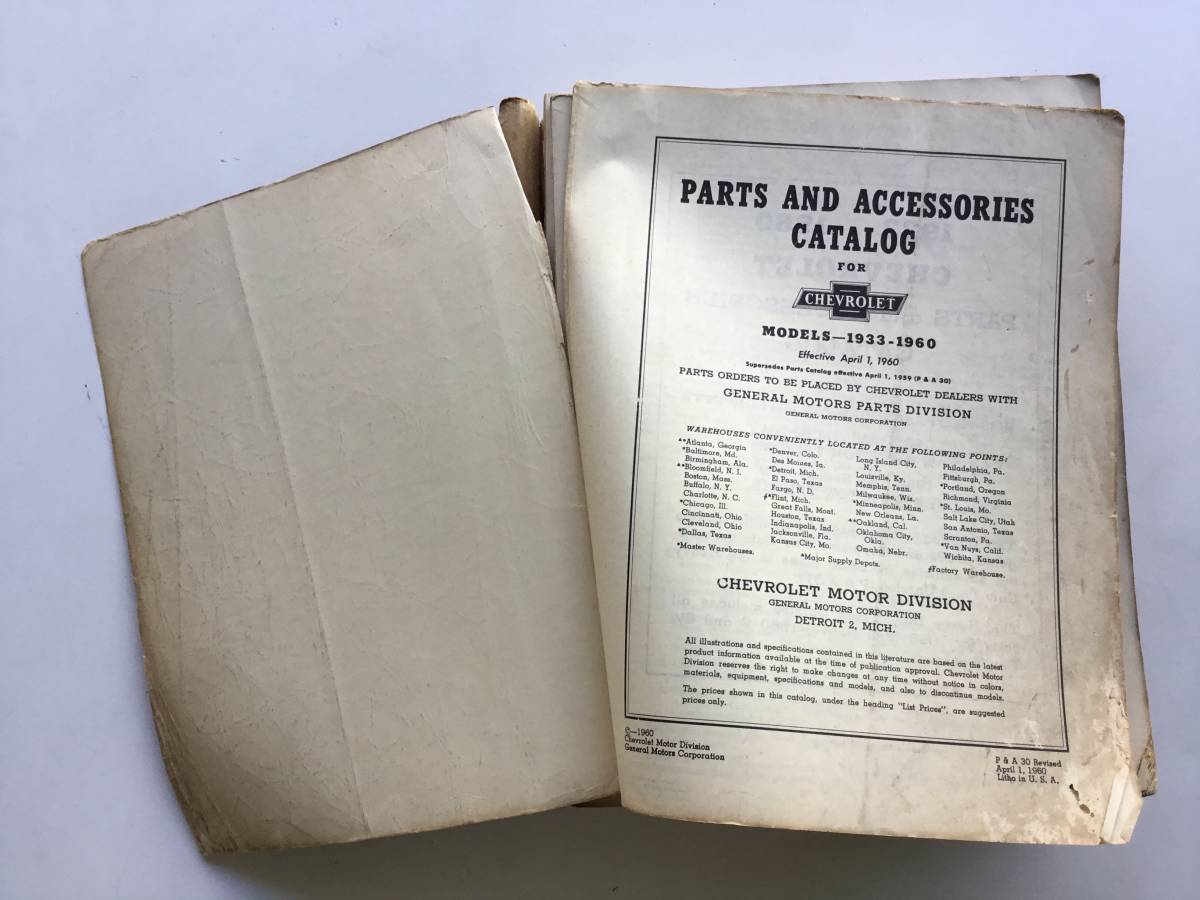 PARTS AND ACCESSORIES
CATALOG
FOR
CHEVROLET
MODELS—1933-1960
Effective April 1, 1960
Supersedes Parts Catalog effective April 1, 1959 (P & A 30)
PARTS ORDERS TO BE PLACED BY CHEVROLET DEALERS WITH
GENERAL MOTORS PARTS DIVISION
GENERAL MOTORS CORPORATION
WAREHOUSES CONVENIENTLY LOCATED AT THE FOLLOWING POINTS:
▲*Atlanta, Georgia
*Baltimore, Md.
Birmingham, Ala.
▲*Bloomfield, N. J.
Boston, Mass.
Buffalo, N. Y.
Charlotte, N. C.
*Chicago, Ill.
Cincinnati, Ohio
Cleveland, Ohio
*Dallas, Texas
*Denver, Colo.
Des Moines, Ia.
*Detroit, Mich.
El Paso, Texas
Fargo, N. D.
ƒ*Flint, Mich.
Great Falls, Mont.
Houston, Texas
Indianapolis, Ind.
Jacksonville, Fla.
Kansas City, Mo.
Long Island City,
N. Y.
Louisville, Ky.
Memphis, Tenn.
Milwaukee, Wis.
*Minneapolis, Minn.
New Orleans, La.
▲*Oakland, Cal.
Oklahoma City,
Okla.
Omaha, Nebr.
Philadelphia, Pa.
Pittsburgh, Pa.
*Portland, Oregon
Richmond, Virginia
*St. Louis, Mo.
Salt Lake City, Utah
San Antonio, Texas
Scranton, Pa.
*Van Nuys, Calif.
Wichita, Kansas
*Master Warehouses.
▲Major Supply Depots.
ƒFactory Warehouse.
CHEVROLET MOTOR DIVISION
GENERAL MOTORS CORPORATION
DETROIT 2, MICH.
All illustrations and specifications contained in this literature are based on the latest
product information available at the time of publication approval. Chevrolet Motor
Division reserves the right to make changes at any time without notice in colors,
materials, equipment, specifications and models, and also to discontinue models.
The prices shown in this catalog, under the heading "List Prices", are suggested
prices only.
©—1960
Chevrolet Motor Division
General Motors Corporation
P & A 30 Revised
April 1, 1960
Litho in U. S. A.